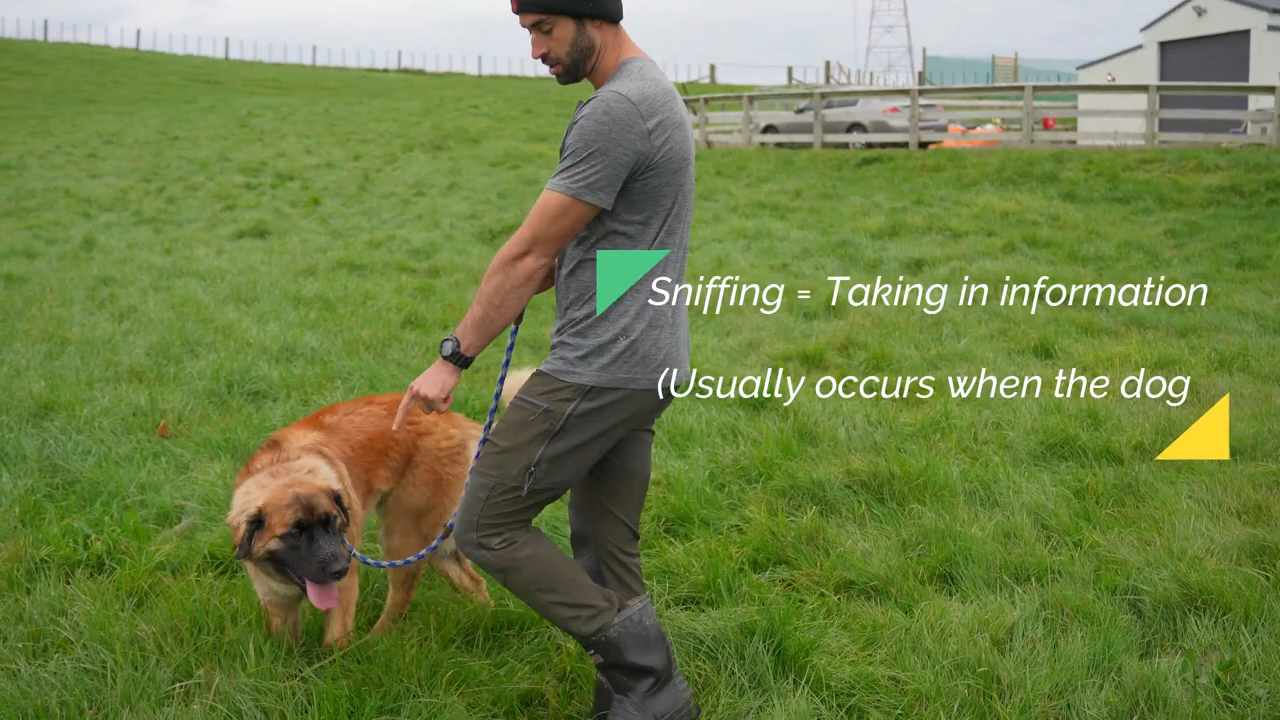 Sniffing = Taking in information
(Usually occurs when the dog